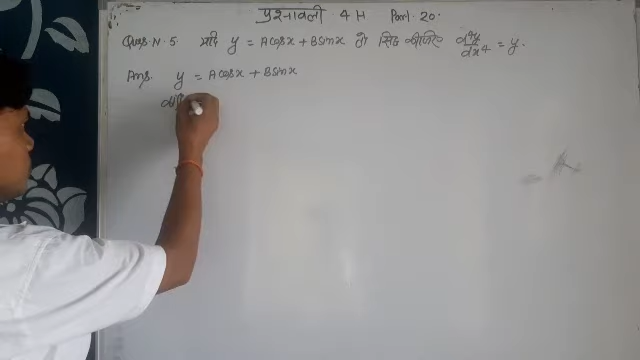 प्रश्नावली 4 H Part. 20.
Ques N. 5. यदि y = A cos x + B sin x तो सिद्ध कीजिए d⁴y/dx⁴ = y.
Ans. y = A cos x + B sin x